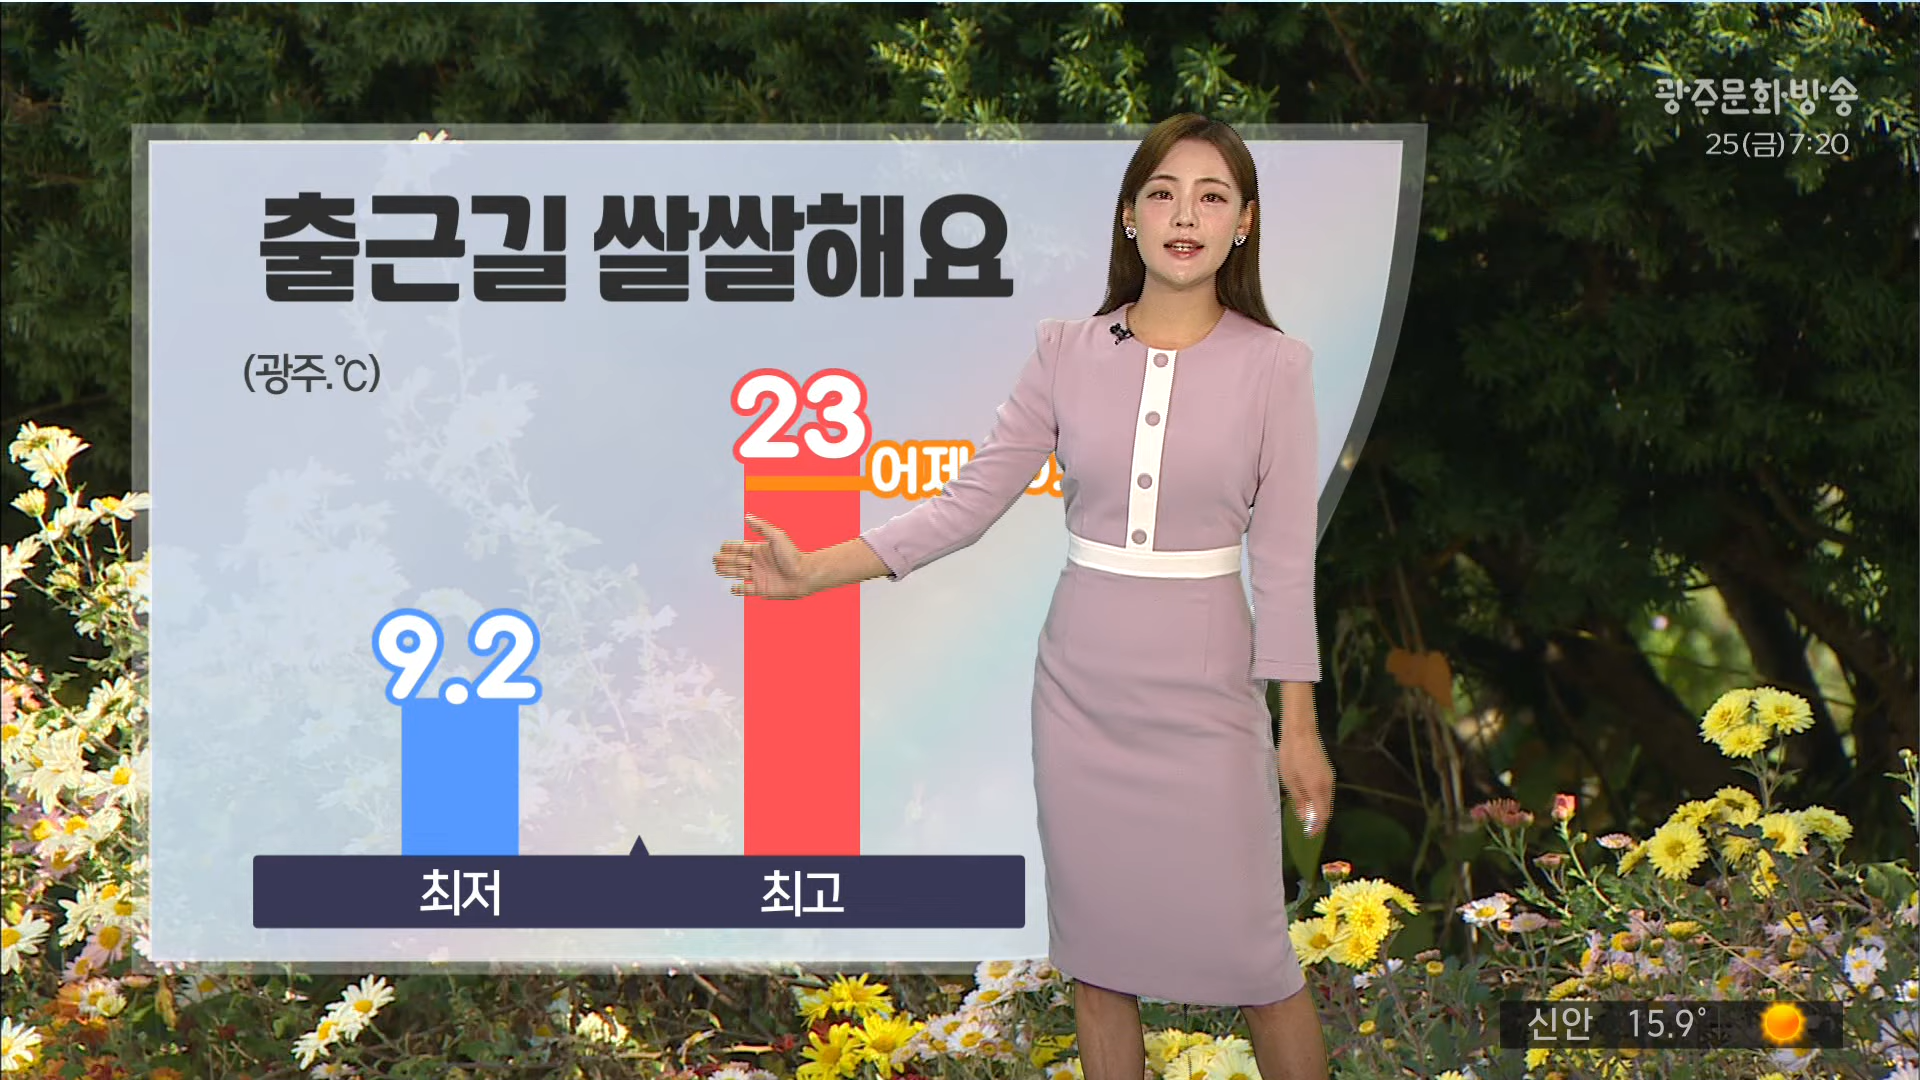 광주문화방송
25(금) 7:20
출근길 쌀쌀해요
(광주.℃)
23
9.2
최저 최고
신안 15.9°